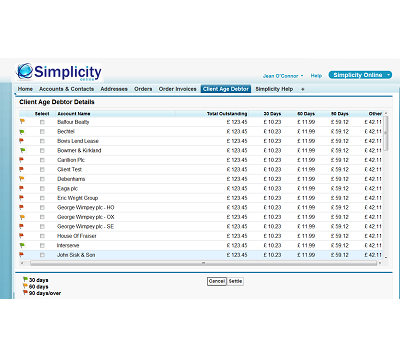 Simplicity
online
Jean O'Connor Help Simplicity Online
Home Accounts & Contacts Addresses Orders Order Invoices Client Age Debtor Simplicity Help +
Client Age Debtor Details
Select Account Name Total Outstanding 30 Days 60 Days 90 Days Other
Balfour Beatty £ 123.45 £ 10.23 £ 11.99 £ 59.12 £ 42.11
Bechtel £ 123.45 £ 10.23 £ 11.99 £ 59.12 £ 42.11
Bovis Lend Lease £ 123.45 £ 10.23 £ 11.99 £ 59.12 £ 42.11
Bowmer & Kirkland £ 123.45 £ 10.23 £ 11.99 £ 59.12 £ 42.11
Carillion Plc £ 123.45 £ 10.23 £ 11.99 £ 59.12 £ 42.11
Client Test £ 123.45 £ 10.23 £ 11.99 £ 59.12 £ 42.11
Debenhams £ 123.45 £ 10.23 £ 11.99 £ 59.12 £ 42.11
Enga plc £ 123.45 £ 10.23 £ 11.99 £ 59.12 £ 42.11
Eric Wright Group £ 123.45 £ 10.23 £ 11.99 £ 59.12 £ 42.11
George Wimpey plc - HO £ 123.45 £ 10.23 £ 11.99 £ 59.12 £ 42.11
George Wimpey plc - OX £ 123.45 £ 10.23 £ 11.99 £ 59.12 £ 42.11
George Wimpey plc - SE £ 123.45 £ 10.23 £ 11.99 £ 59.12 £ 42.11
House Of Fraiser £ 123.45 £ 10.23 £ 11.99 £ 59.12 £ 42.11
Interserve £ 123.45 £ 10.23 £ 11.99 £ 59.12 £ 42.11
John Sisk & Son £ 123.45 £ 10.23 £ 11.99 £ 59.12 £ 42.11
30 days
Cancel Settle
60 days
90 days/over